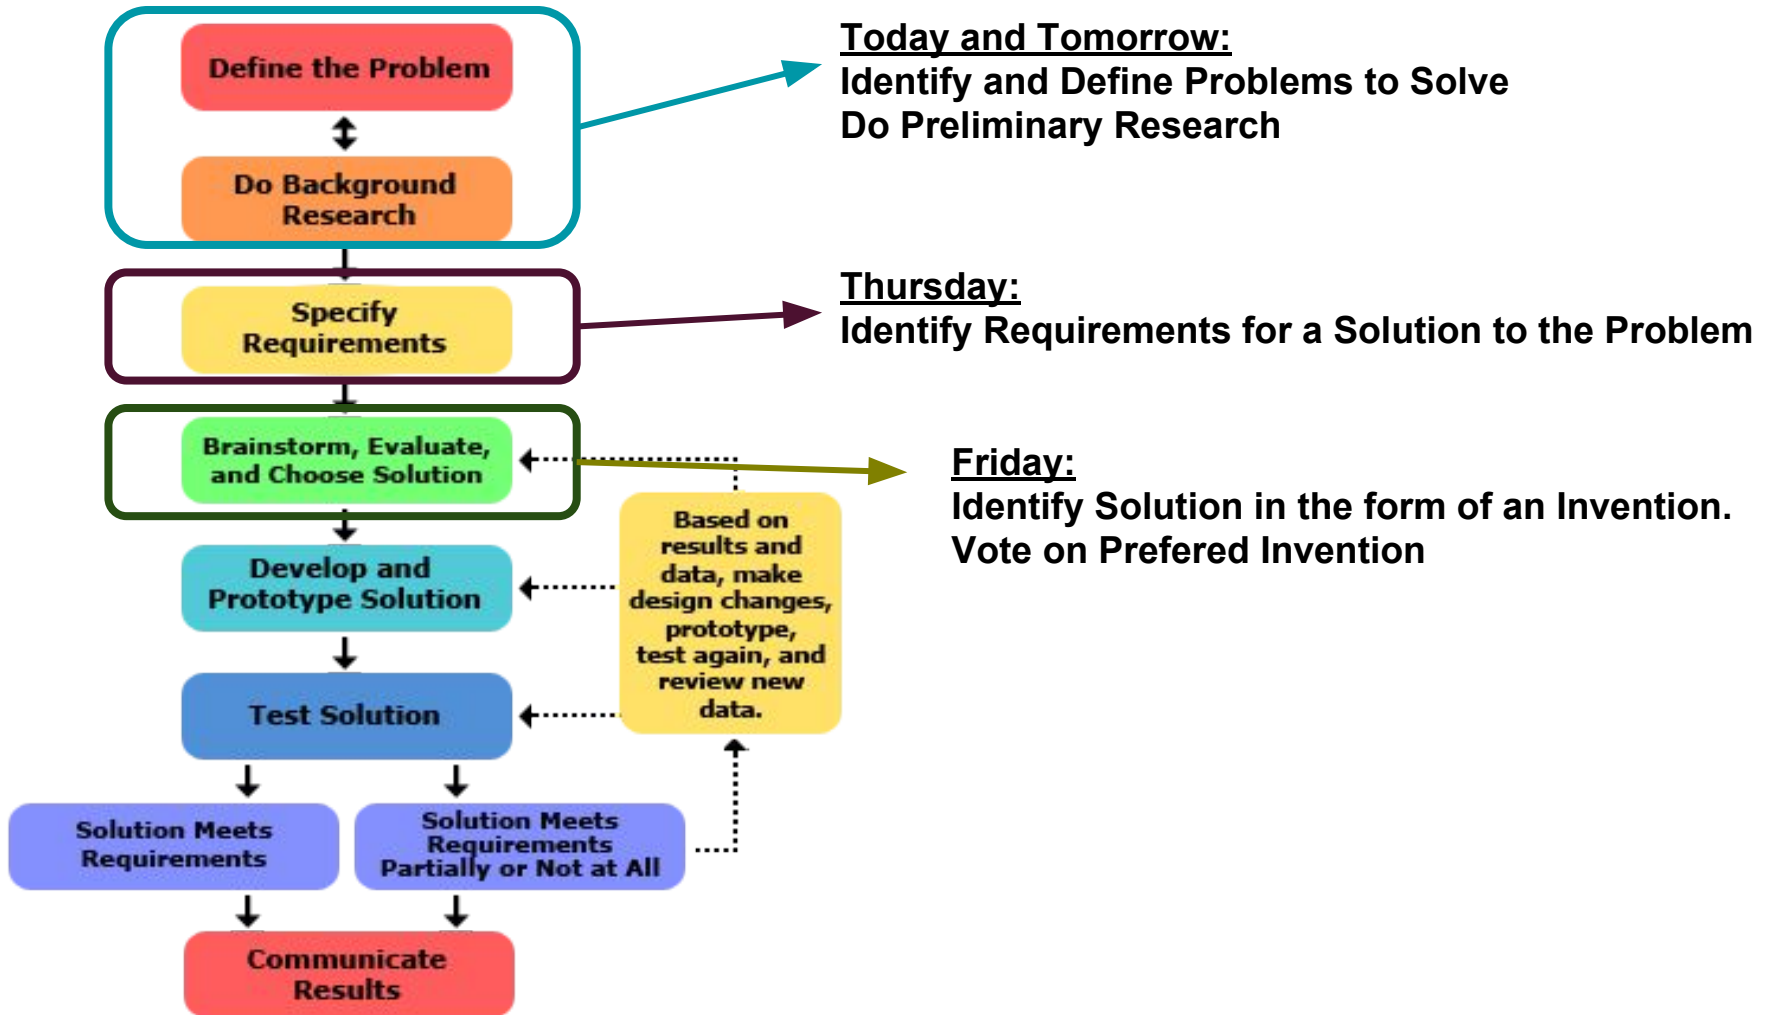 Define the Problem
Today and Tomorrow:
Identify and Define Problems to Solve
Do Preliminary Research
Do Background
Research
Specify
Requirements
Thursday:
Identify Requirements for a Solution to the Problem
Brainstorm, Evaluate,
and Choose Solution
Friday:
Identify Solution in the form of an Invention.
Vote on Prefered Invention
Based on
results and
data, make
design changes,
prototype,
test again, and
review new
data.
Develop and
Prototype Solution
Test Solution
Solution Meets
Requirements
Solution Meets
Requirements
Partially or Not at All
Communicate
Results